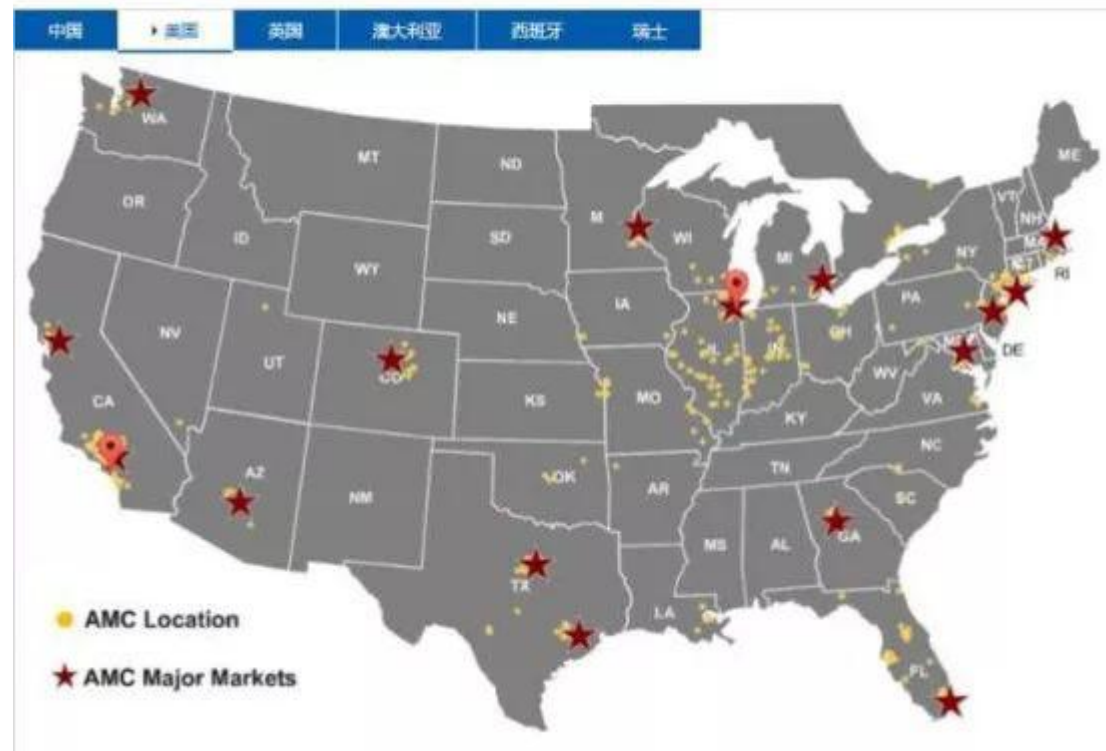 中国 美国 英国 澳大利亚 西班牙 瑞士
WA
MT
ND
ME
OR
ID
SD
M
WI
MI
VT
NH
NY
MA
RI
WY
NE
IA
PA
NV
UT
CO
IL
IN
OH
DE
CA
KS
MO
WV
VA
KY
NC
AZ
NM
OK
AR
TN
SC
MS
AL
GA
TX
LA
FL
AMC Location
AMC Major Markets